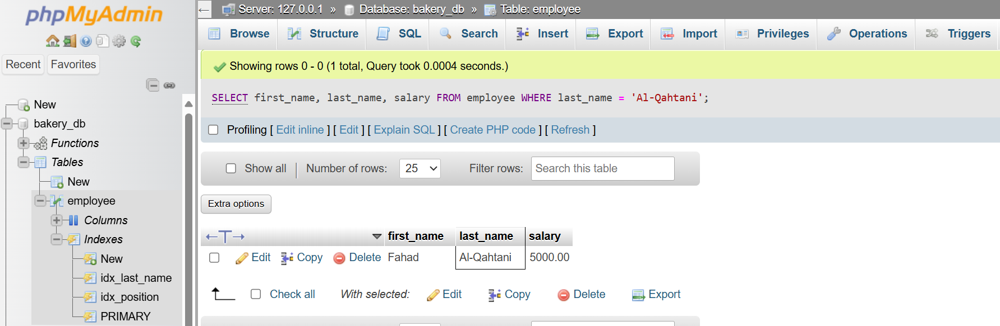 phpMyAdmin
Recent Favorites
New
bakery_db
Functions
Tables
New
employee
Columns
Indexes
New
idx_last_name
idx_position
PRIMARY
Server: 127.0.0.1 » Database: bakery_db » Table: employee
Browse Structure SQL Search Insert Export Import Privileges Operations Triggers
Showing rows 0 - 0 (1 total, Query took 0.0004 seconds.)
SELECT first_name, last_name, salary FROM employee WHERE last_name = 'Al-Qahtani';
Profiling [ Edit inline ] [ Edit ] [ Explain SQL ] [ Create PHP code ] [ Refresh ]
Show all Number of rows: 25 Filter rows: Search this table
Extra options
first_name last_name salary
Edit Copy Delete Fahad Al-Qahtani 5000.00
Check all With selected: Edit Copy Delete Export